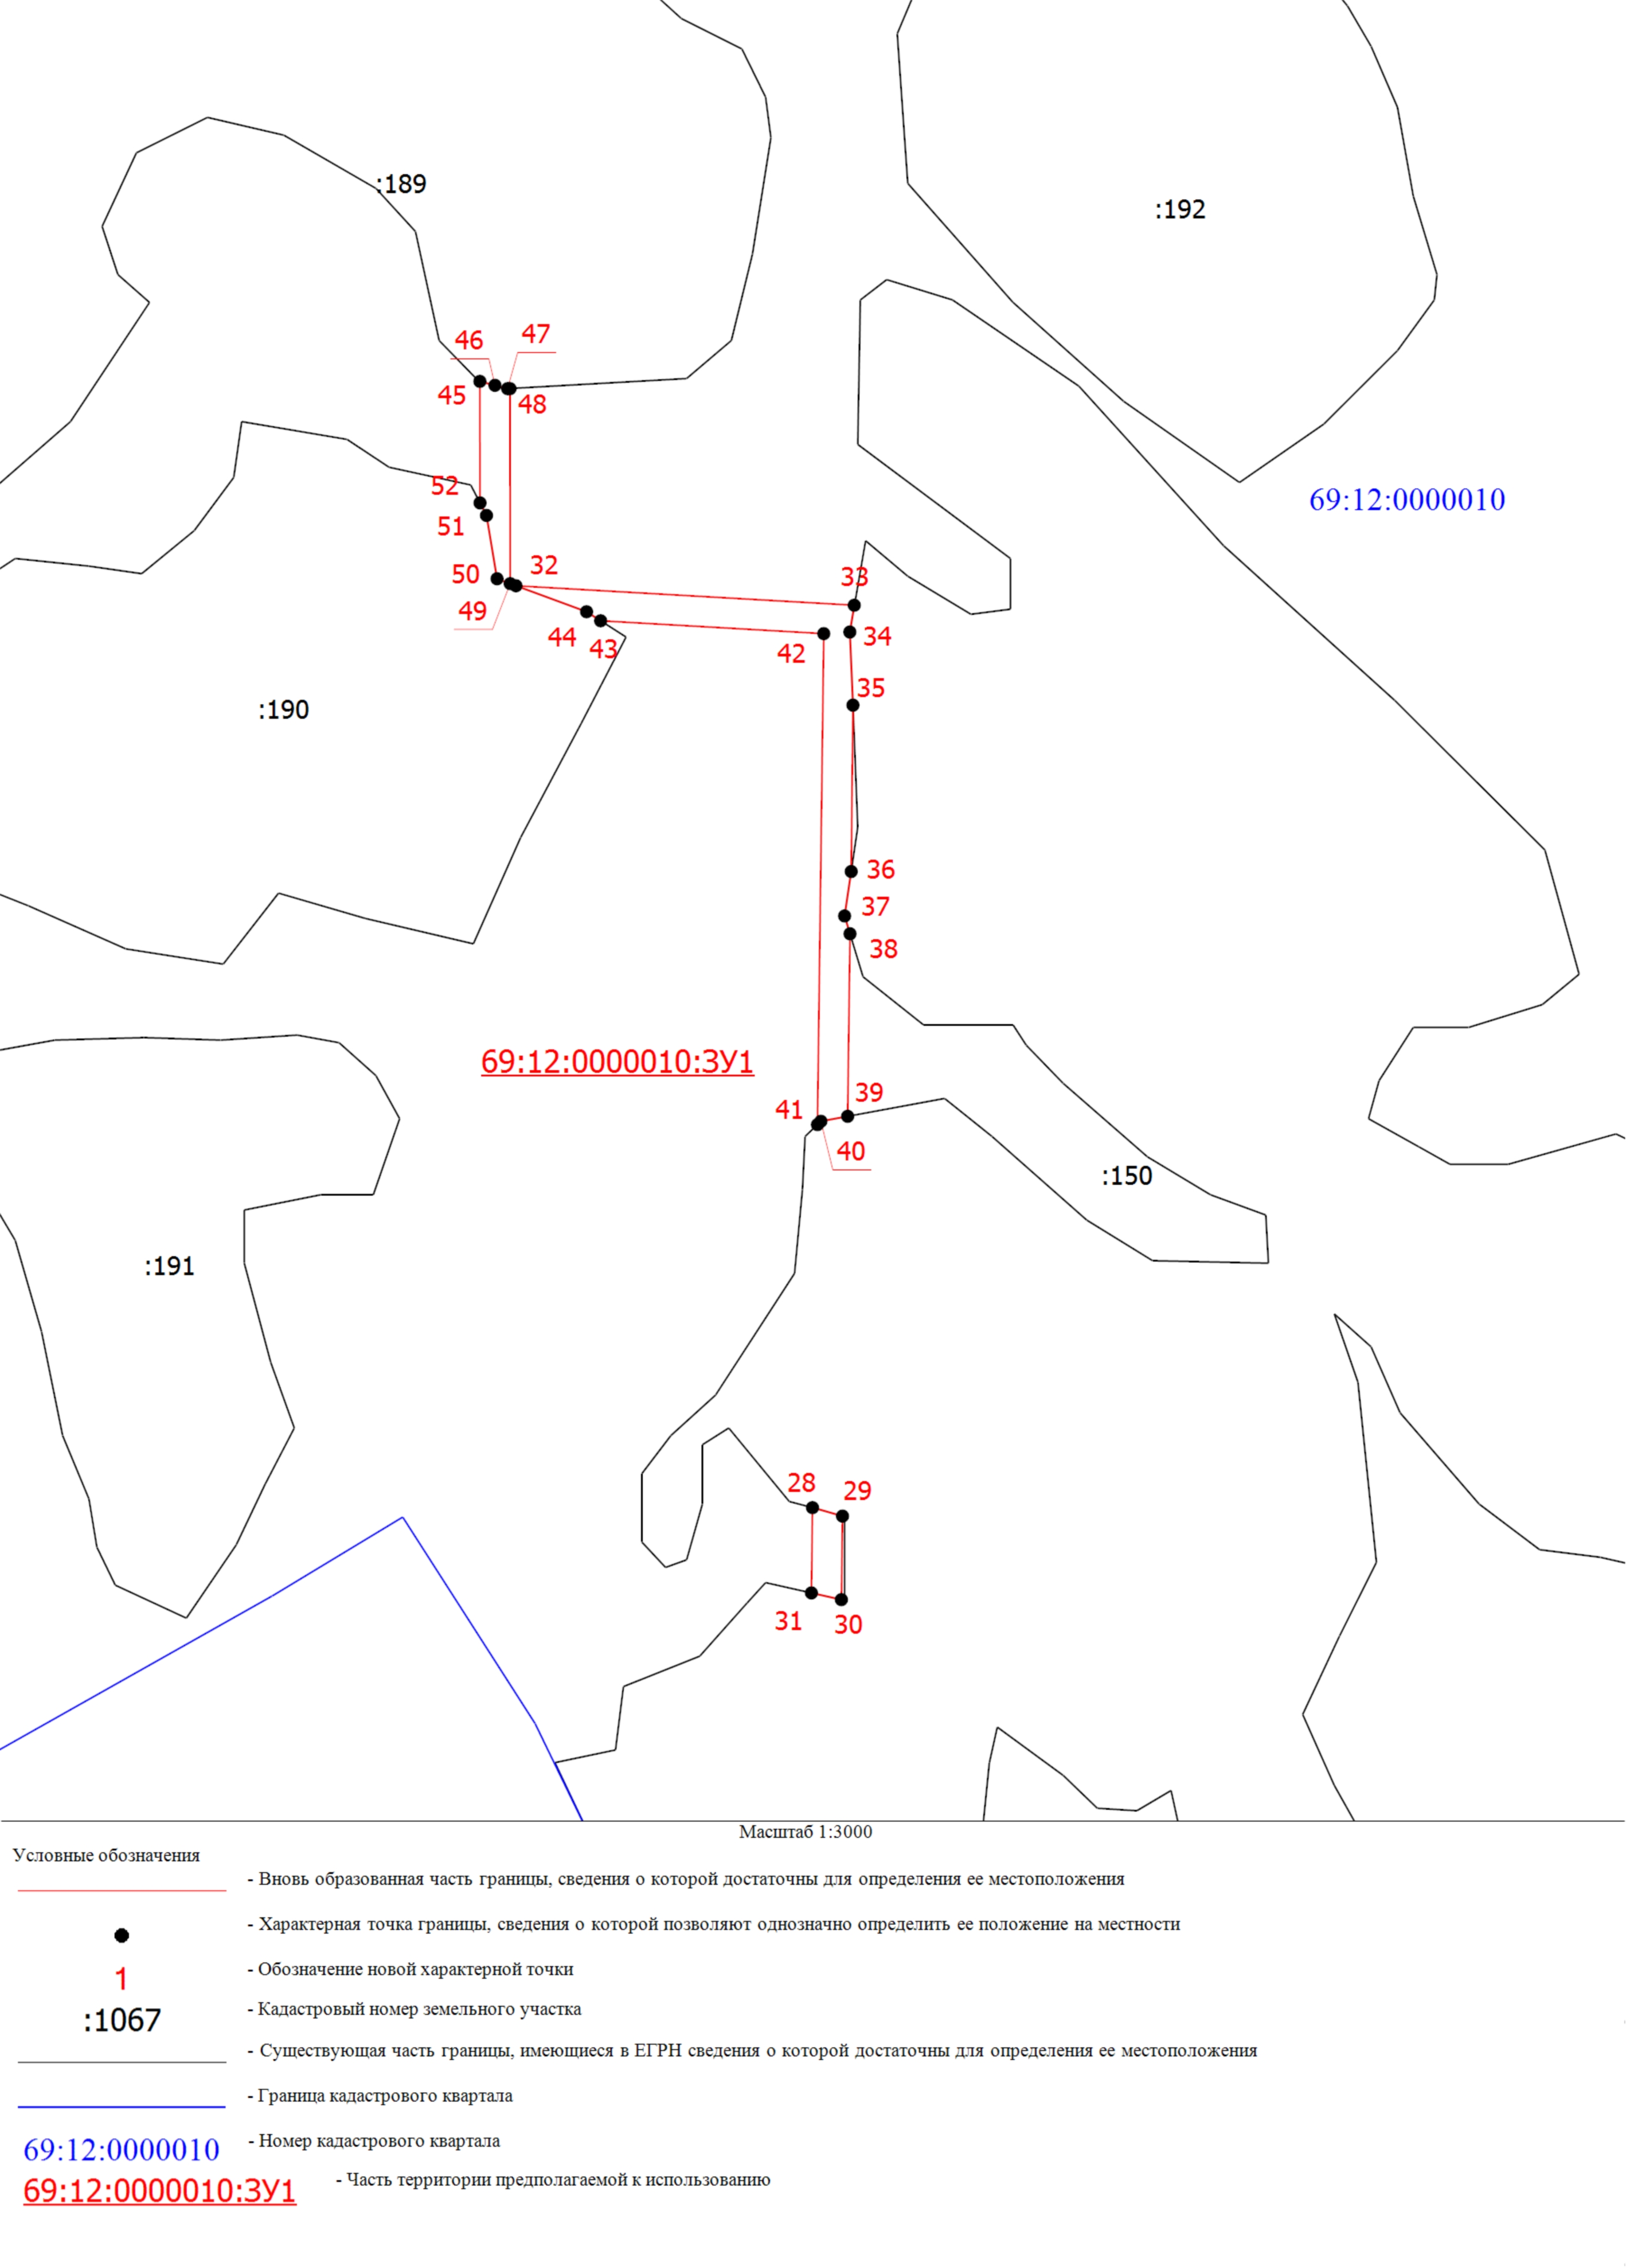 :189
:192
46
47
45
48
69:12:0000010
52
51
50
32
33
49
44
43
42
34
35
:190
36
37
38
69:12:0000010:ЗУ1
39
41
40
:150
:191
28
29
31
30
Масштаб 1:3000
Условные обозначения
- Вновь образованная часть границы, сведения о которой достаточны для определения ее местоположения
- Характерная точка границы, сведения о которой позволяют однозначно определить ее положение на местности
1
- Обозначение новой характерной точки
:1067
- Кадастровый номер земельного участка
- Существующая часть границы, имеющиеся в ЕГРН сведения о которой достаточны для определения ее местоположения
- Граница кадастрового квартала
69:12:0000010
- Номер кадастрового квартала
69:12:0000010:ЗУ1
- Часть территории предполагаемой к использованию